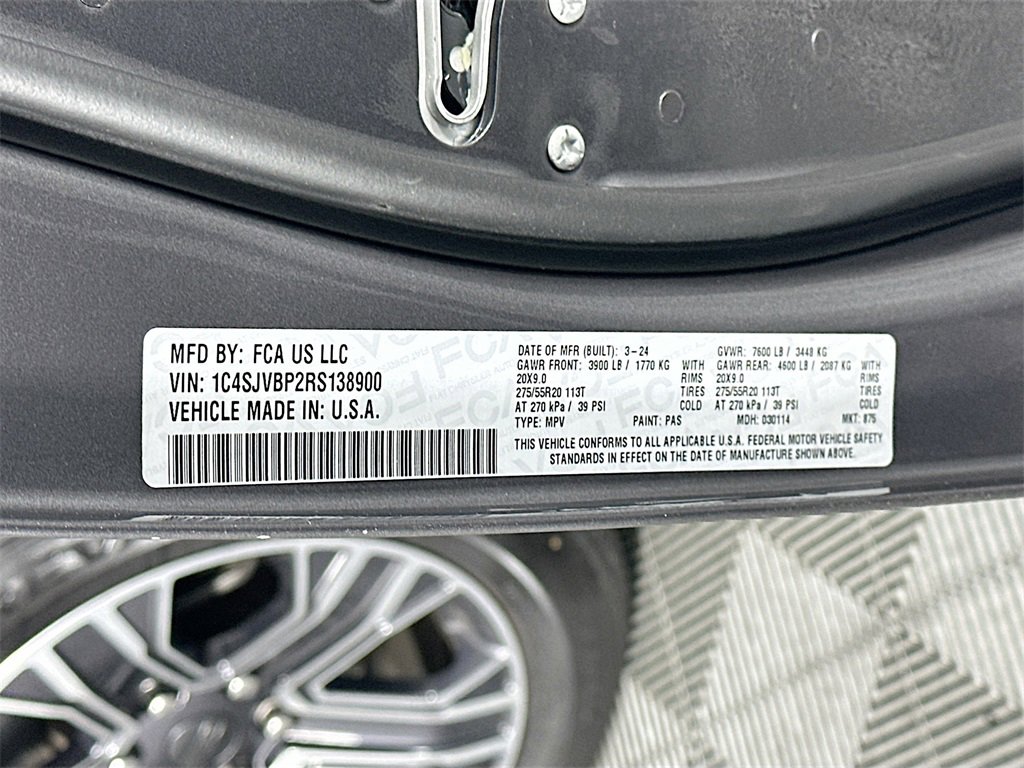 MFD BY: FCA US LLC
VIN: 1C4SJVBP2RS138900
VEHICLE MADE IN: U.S.A.
DATE OF MFR (BUILT): 3-24 GVWR: 7600 LB / 3448 KG
GAWR FRONT: 3900 LB / 1770 KG WITH GAWR REAR: 4600 LB / 2087 KG WITH
20X9.0 RIMS 20X9.0 RIMS
275/55R20 113T TIRES 275/55R20 113T TIRES
AT 270 kPa / 39 PSI COLD AT 270 kPa / 39 PSI COLD
TYPE: MPV PAINT: PAS MDH: 030114 MKT: 875
THIS VEHICLE CONFORMS TO ALL APPLICABLE U.S.A. FEDERAL MOTOR VEHICLE SAFETY
STANDARDS IN EFFECT ON THE DATE OF MANUFACTURE SHOWN ABOVE.